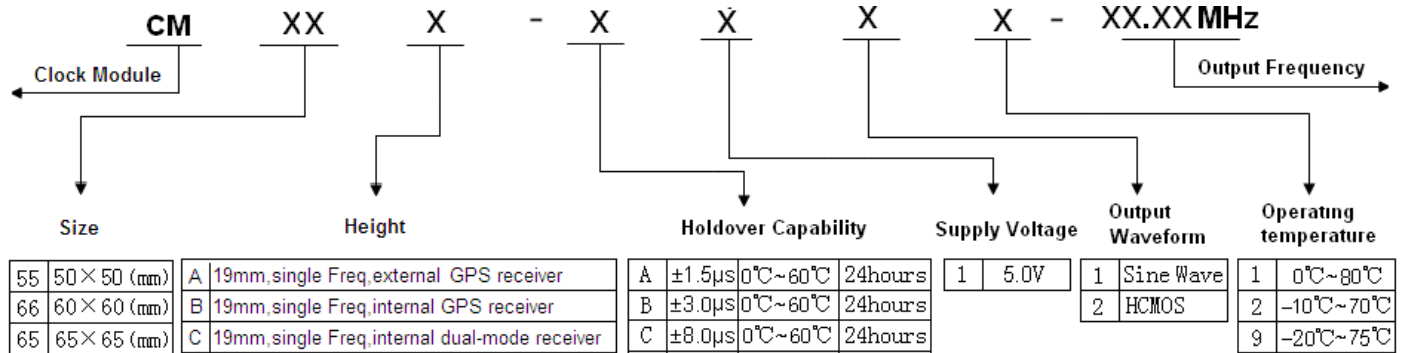 CM XX X - X X X X - XX.XX MHz
Clock Module
Output Frequency
Size
Height
Holdover Capability
Supply Voltage
Output Waveform
Operating temperature
55 50×50 (mm)
66 60×60 (mm)
65 65×65 (mm)
A 19mm,single Freq,external GPS receiver
B 19mm,single Freq,internal GPS receiver
C 19mm,single Freq,internal dual-mode receiver
A ±1.5μs 0℃~60℃ 24hours
B ±3.0μs 0℃~60℃ 24hours
C ±8.0μs 0℃~60℃ 24hours
1 5.0V
1 Sine Wave
2 HCMOS
1 0℃~80℃
2 -10℃~70℃
9 -20℃~75℃